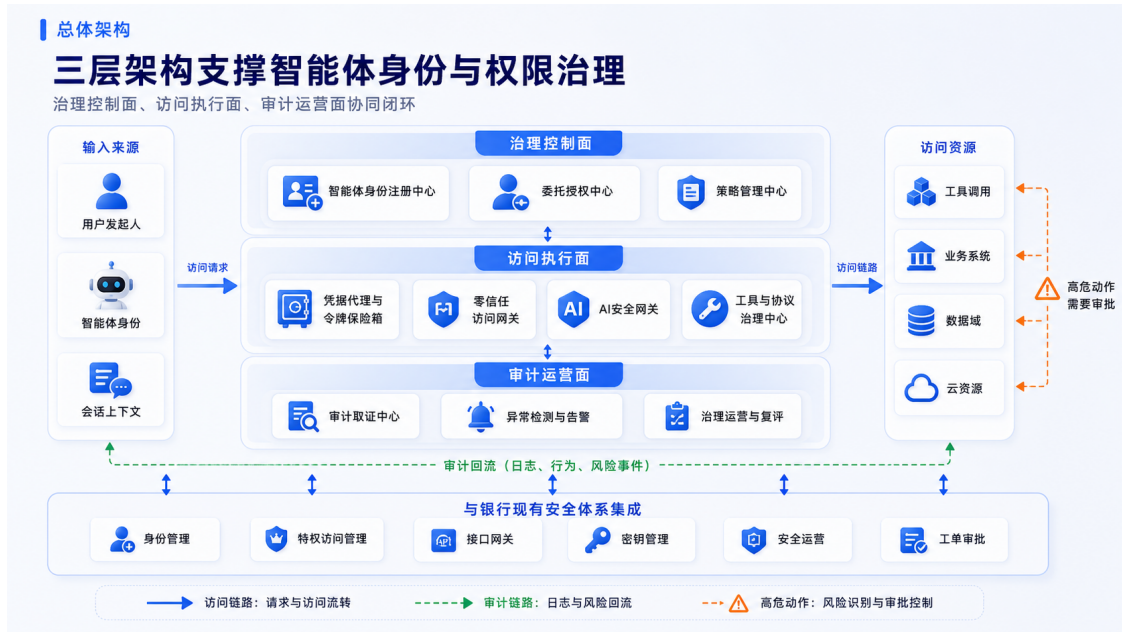 总体架构
三层架构支撑智能体身份与权限治理
治理控制面、访问执行面、审计运营面协同闭环
输入来源
用户发起人
智能体身份
会话上下文
访问请求
治理控制面
智能体身份注册中心
委托授权中心
策略管理中心
访问执行面
凭据代理与
令牌保险箱
零信任
访问网关
AI
AI安全网关
工具与协议
治理中心
审计运营面
审计取证中心
异常检测与告警
治理运营与复评
访问链路
访问资源
工具调用
业务系统
数据域
云资源
高危动作
需要审批
审计回流（日志、行为、风险事件）
与银行现有安全体系集成
身份管理
特权访问管理
API
接口网关
密钥管理
安全运营
工单审批
访问链路：请求与访问流转
审计链路：日志与风险回流
高危动作：风险识别与审批控制